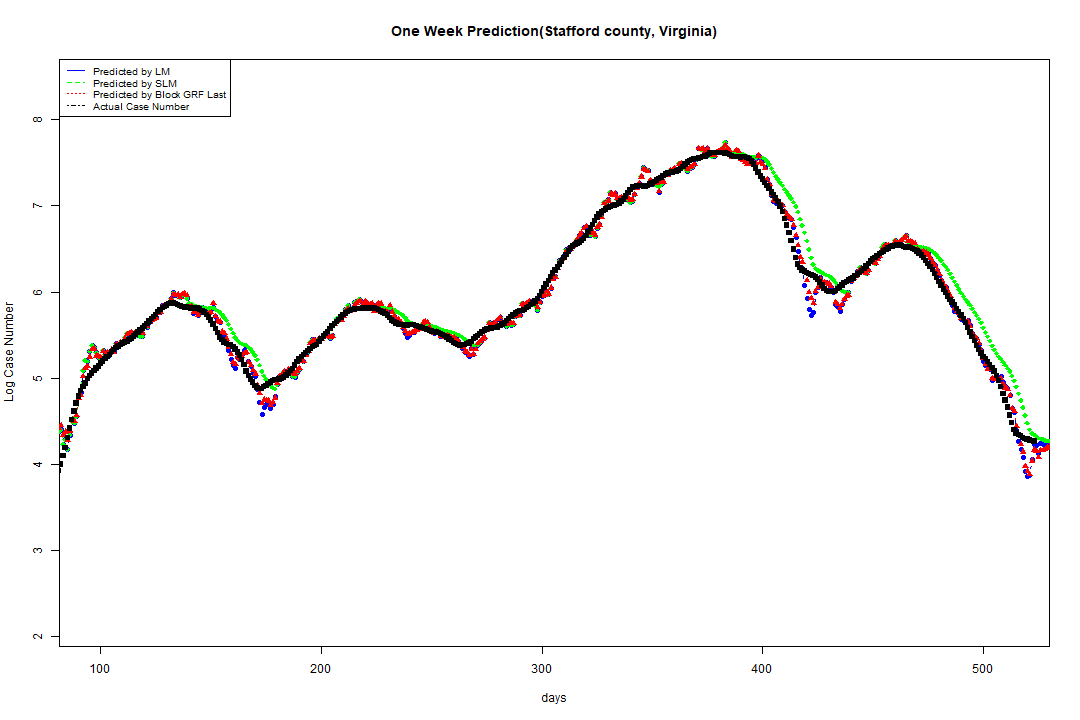 One Week Prediction(Stafford county, Virginia)
Predicted by LM
Predicted by SLM
Predicted by Block GRF Last
Actual Case Number
Log Case Number
8
7
6
5
4
3
2
100 200 300 400 500
days